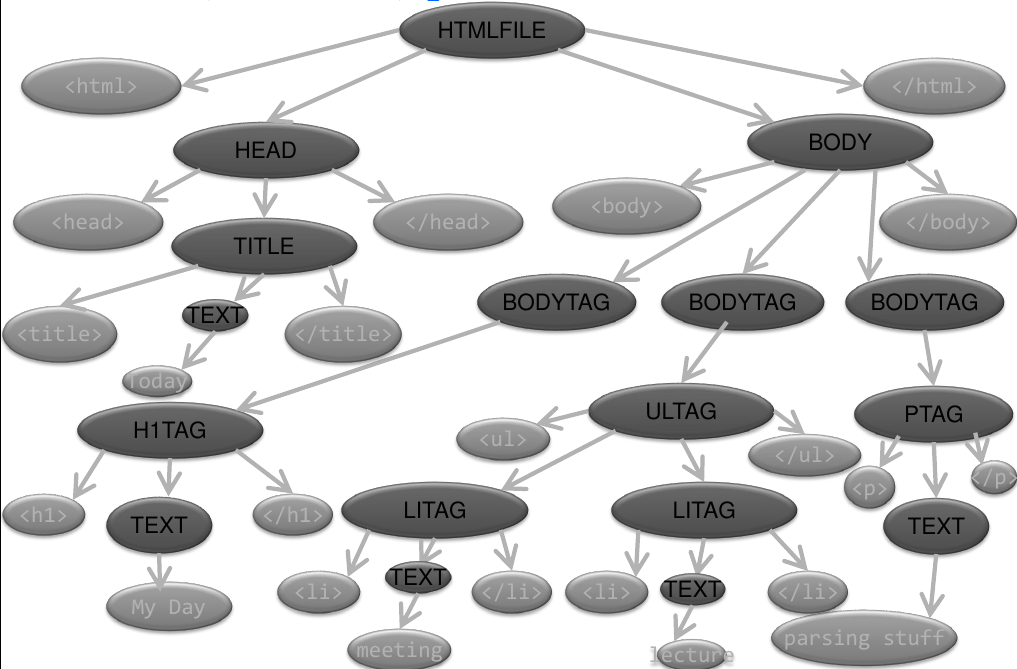 HTMLFILE
<html>
</html>
HEAD
BODY
<head>
</head>
<body>
</body>
TITLE
BODYTAG
BODYTAG
BODYTAG
<title>
TEXT
</title>
Today
H1TAG
ULTAG
PTAG
<ul>
</ul>
<p>
</p>
<h1>
TEXT
</h1>
LITAG
LITAG
TEXT
<li>
TEXT
</li>
<li>
TEXT
</li>
My Day
meeting
lecture
parsing stuff